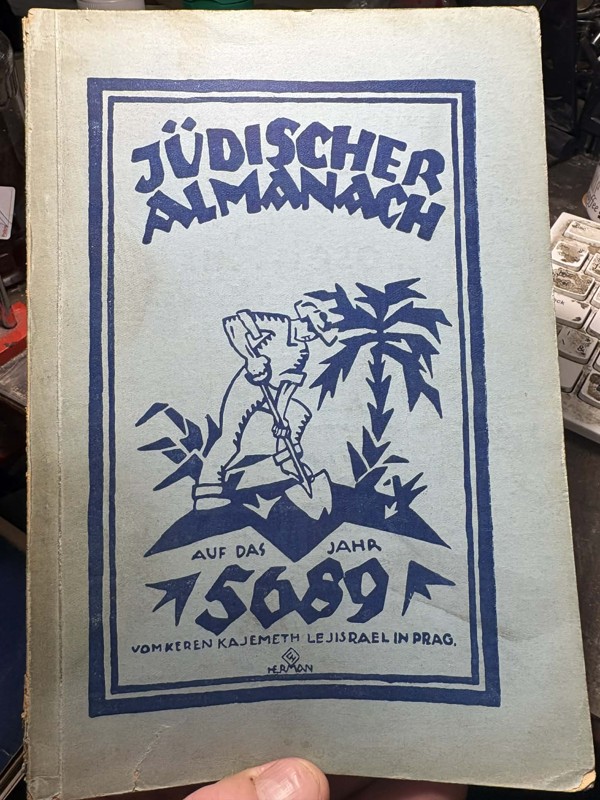 JÜDISCHER
ALMANACH
AUF DAS JAHR
5689
VOM KEREN KAJEMETH LEJISRAEL IN PRAG.
HERMAN